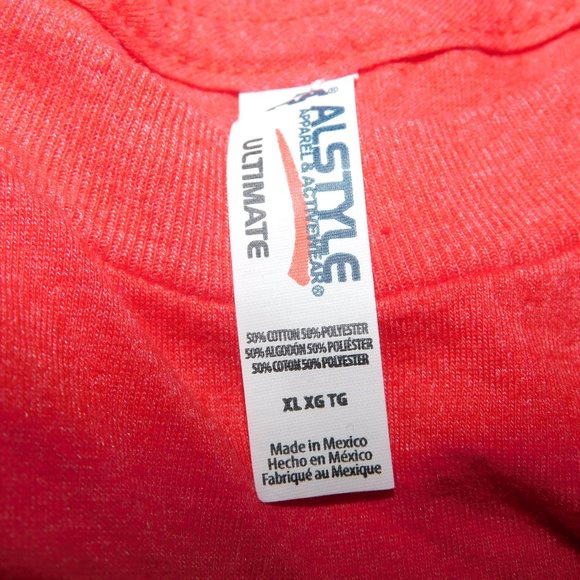 ALSTYLE®
APPAREL & ACTIVEWEAR®
ULTIMATE
50% COTTON 50% POLYESTER
50% ALGODÓN 50% POLIÉSTER
50% COTON 50% POLYESTER
XL XG TG
Made in Mexico
Hecho en México
Fabriqué au Mexique